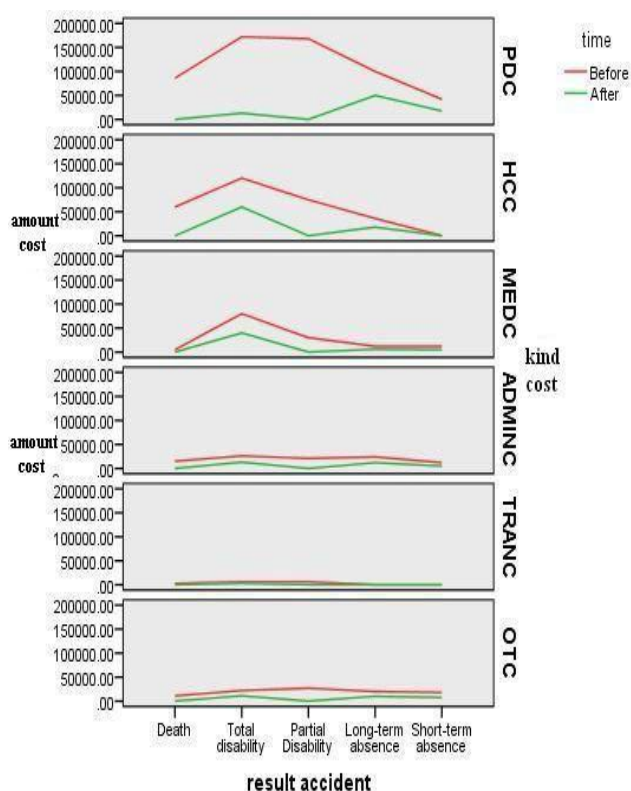 200000.00
150000.00
100000.00
50000.00
.00
PDC
time
Before
After
200000.00
150000.00
100000.00
50000.00
.00
HCC
amount
cost
200000.00
150000.00
100000.00
50000.00
.00
MEDC
kind
cost
200000.00
150000.00
100000.00
50000.00
.00
ADMINC
amount
cost
200000.00
150000.00
100000.00
50000.00
.00
TRANC
200000.00
150000.00
100000.00
50000.00
.00
OTC
Death
Total
disability
Partial
Disability
Long-term
absence
Short-term
absence
result accident